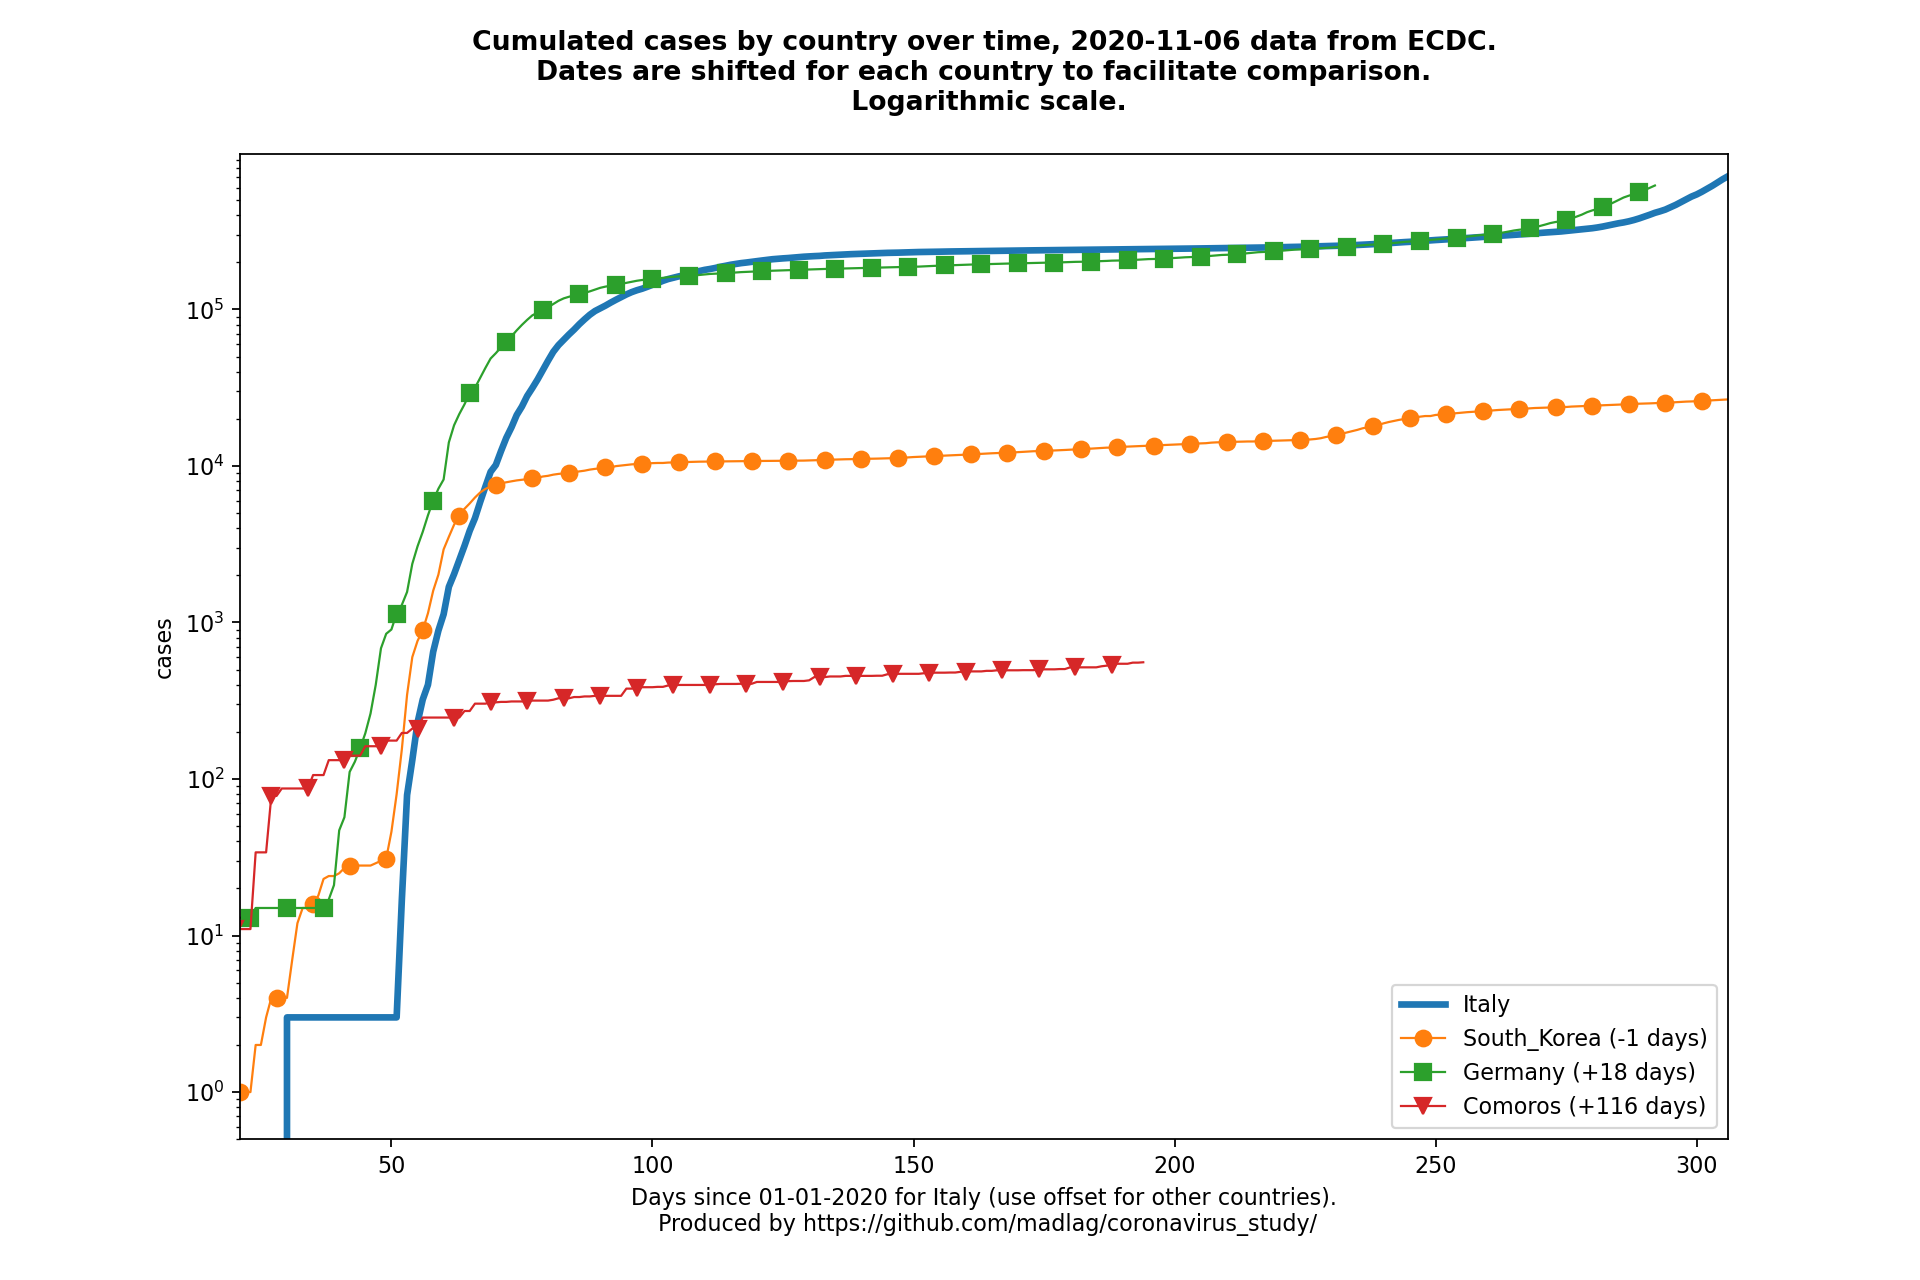 Cumulated cases by country over time, 2020-11-06 data from ECDC.
Dates are shifted for each country to facilitate comparison.
Logarithmic scale.
cases
10^5
10^4
10^3
10^2
10^1
10^0
50 100 150 200 250 300
Italy
South_Korea (-1 days)
Germany (+18 days)
Comoros (+116 days)
Days since 01-01-2020 for Italy (use offset for other countries).
Produced by https://github.com/madlag/coronavirus_study/